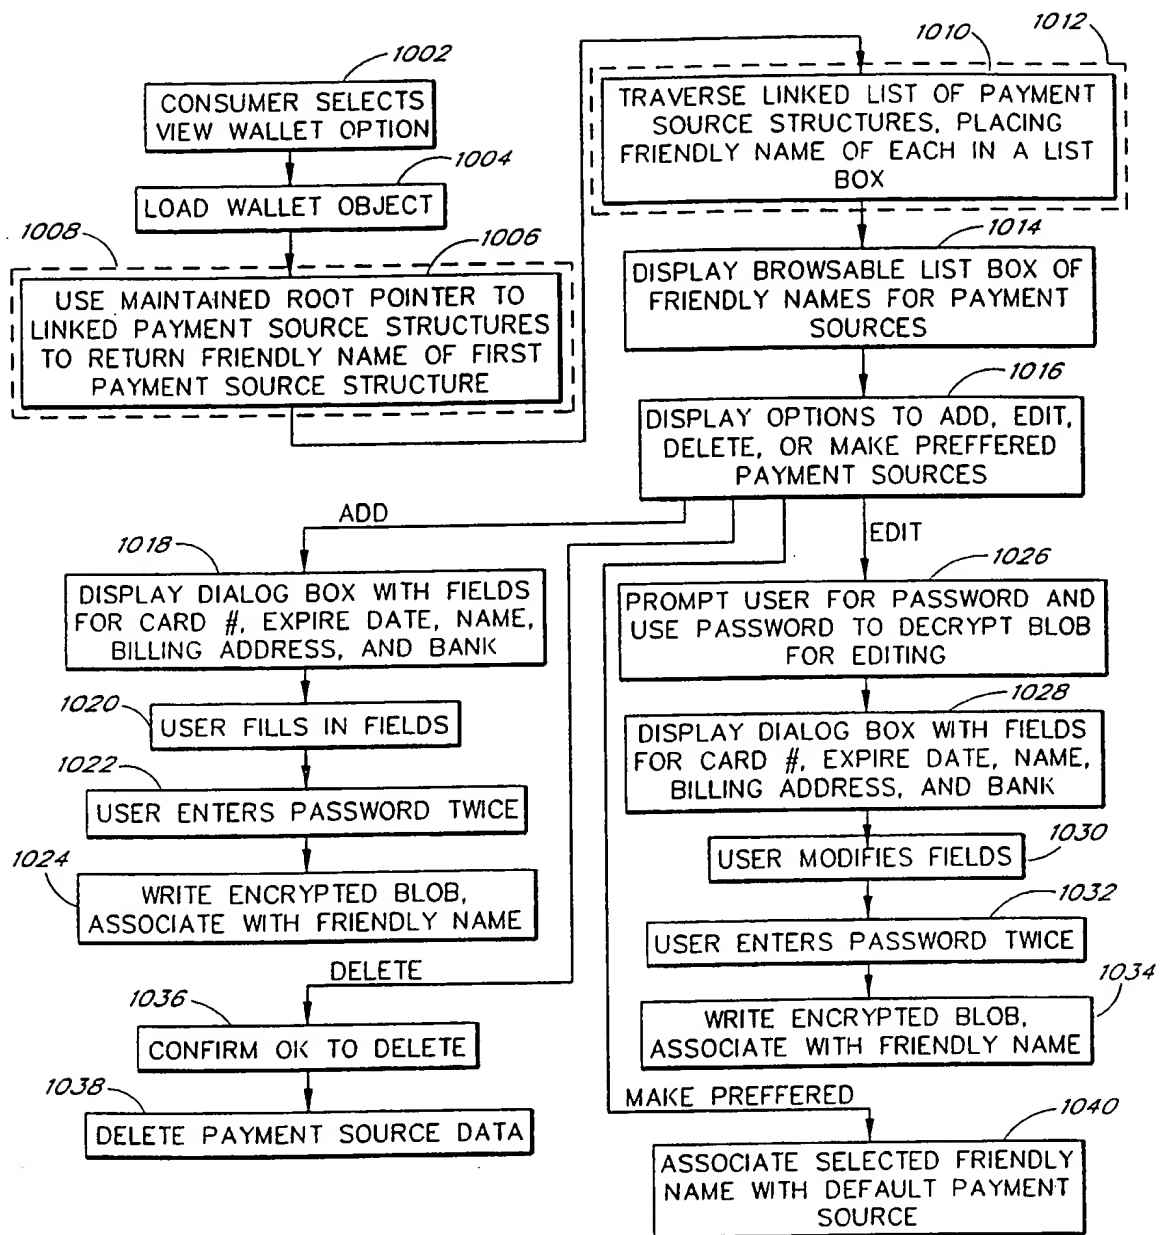 1002
CONSUMER SELECTS
VIEW WALLET OPTION
1004
LOAD WALLET OBJECT
1008
1006
USE MAINTAINED ROOT POINTER TO
LINKED PAYMENT SOURCE STRUCTURES
TO RETURN FRIENDLY NAME OF FIRST
PAYMENT SOURCE STRUCTURE
1010
1012
TRAVERSE LINKED LIST OF PAYMENT
SOURCE STRUCTURES, PLACING
FRIENDLY NAME OF EACH IN A LIST
BOX
1014
DISPLAY BROWSABLE LIST BOX OF
FRIENDLY NAMES FOR PAYMENT
SOURCES
1016
DISPLAY OPTIONS TO ADD, EDIT,
DELETE, OR MAKE PREFFERED
PAYMENT SOURCES
ADD
1018
DISPLAY DIALOG BOX WITH FIELDS
FOR CARD #, EXPIRE DATE, NAME,
BILLING ADDRESS, AND BANK
1020
USER FILLS IN FIELDS
1022
USER ENTERS PASSWORD TWICE
1024
WRITE ENCRYPTED BLOB,
ASSOCIATE WITH FRIENDLY NAME
EDIT
1026
PROMPT USER FOR PASSWORD AND
USE PASSWORD TO DECRYPT BLOB
FOR EDITING
1028
DISPLAY DIALOG BOX WITH FIELDS
FOR CARD #, EXPIRE DATE, NAME,
BILLING ADDRESS, AND BANK
1030
USER MODIFIES FIELDS
1032
USER ENTERS PASSWORD TWICE
1034
WRITE ENCRYPTED BLOB,
ASSOCIATE WITH FRIENDLY NAME
DELETE
1036
CONFIRM OK TO DELETE
1038
DELETE PAYMENT SOURCE DATA
MAKE PREFFERED
1040
ASSOCIATE SELECTED FRIENDLY
NAME WITH DEFAULT PAYMENT
SOURCE